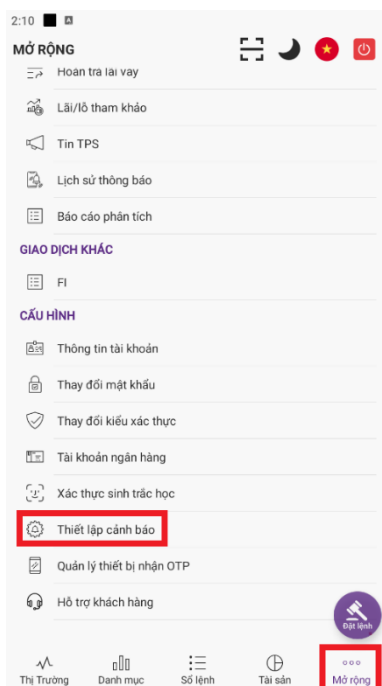 2:10
MỞ RỘNG
Hoàn trả lãi vay
Lãi/lỗ tham khảo
Tin TPS
Lịch sử thông báo
Báo cáo phân tích
GIAO DỊCH KHÁC
FI
CẤU HÌNH
Thông tin tài khoản
Thay đổi mật khẩu
Thay đổi kiểu xác thực
Tài khoản ngân hàng
Xác thực sinh trắc học
Thiết lập cảnh báo
Quản lý thiết bị nhận OTP
Hỗ trợ khách hàng
Đặt lệnh
Thị Trường Danh mục Sổ lệnh Tài sản Mở rộng